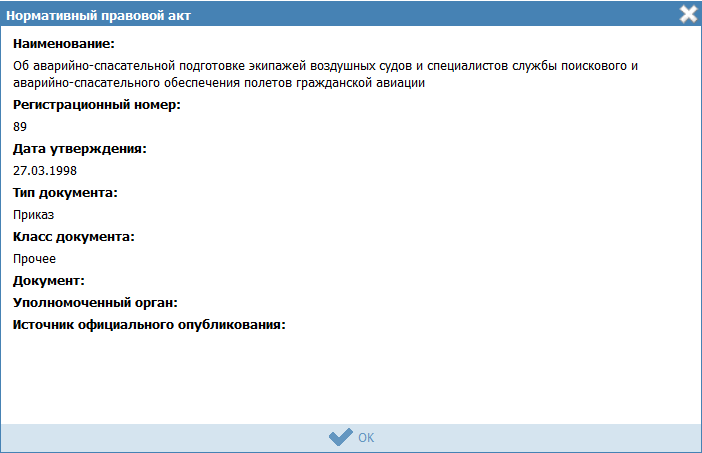 Нормативный правовой акт
Наименование:
Об аварийно-спасательной подготовке экипажей воздушных судов и специалистов службы поискового и
аварийно-спасательного обеспечения полетов гражданской авиации
Регистрационный номер:
89
Дата утверждения:
27.03.1998
Тип документа:
Приказ
Класс документа:
Прочее
Документ:
Уполномоченный орган:
Источник официального опубликования:
ОК